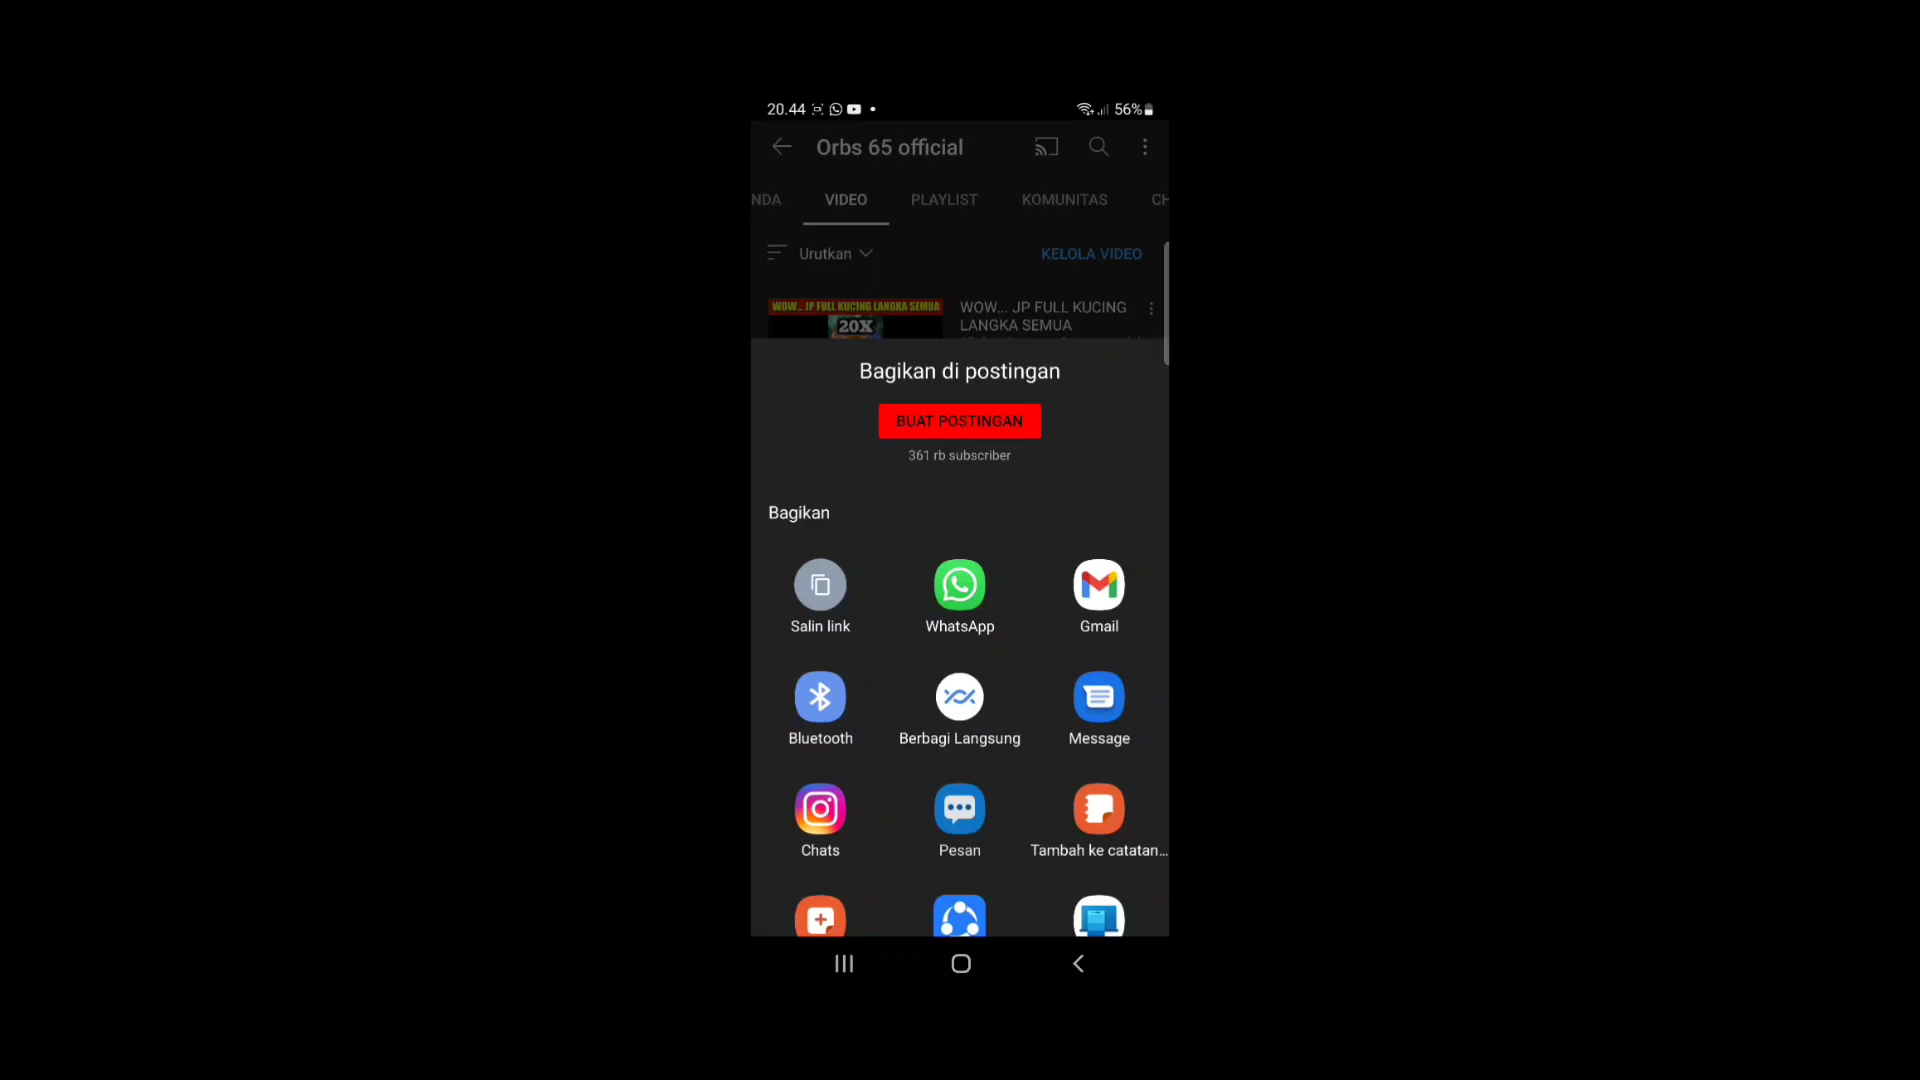 20.44
56%
Orbs 65 official
NDA VIDEO PLAYLIST KOMUNITAS CH
Urutkan
KELOLA VIDEO
WOW... JP FULL KUCING LANGKA SEMUA
20X
WOW... JP FULL KUCING
LANGKA SEMUA
Bagikan di postingan
BUAT POSTINGAN
361 rb subscriber
Bagikan
Salin link
WhatsApp
Gmail
Bluetooth
Berbagi Langsung
Message
Chats
Pesan
Tambah ke catatan...